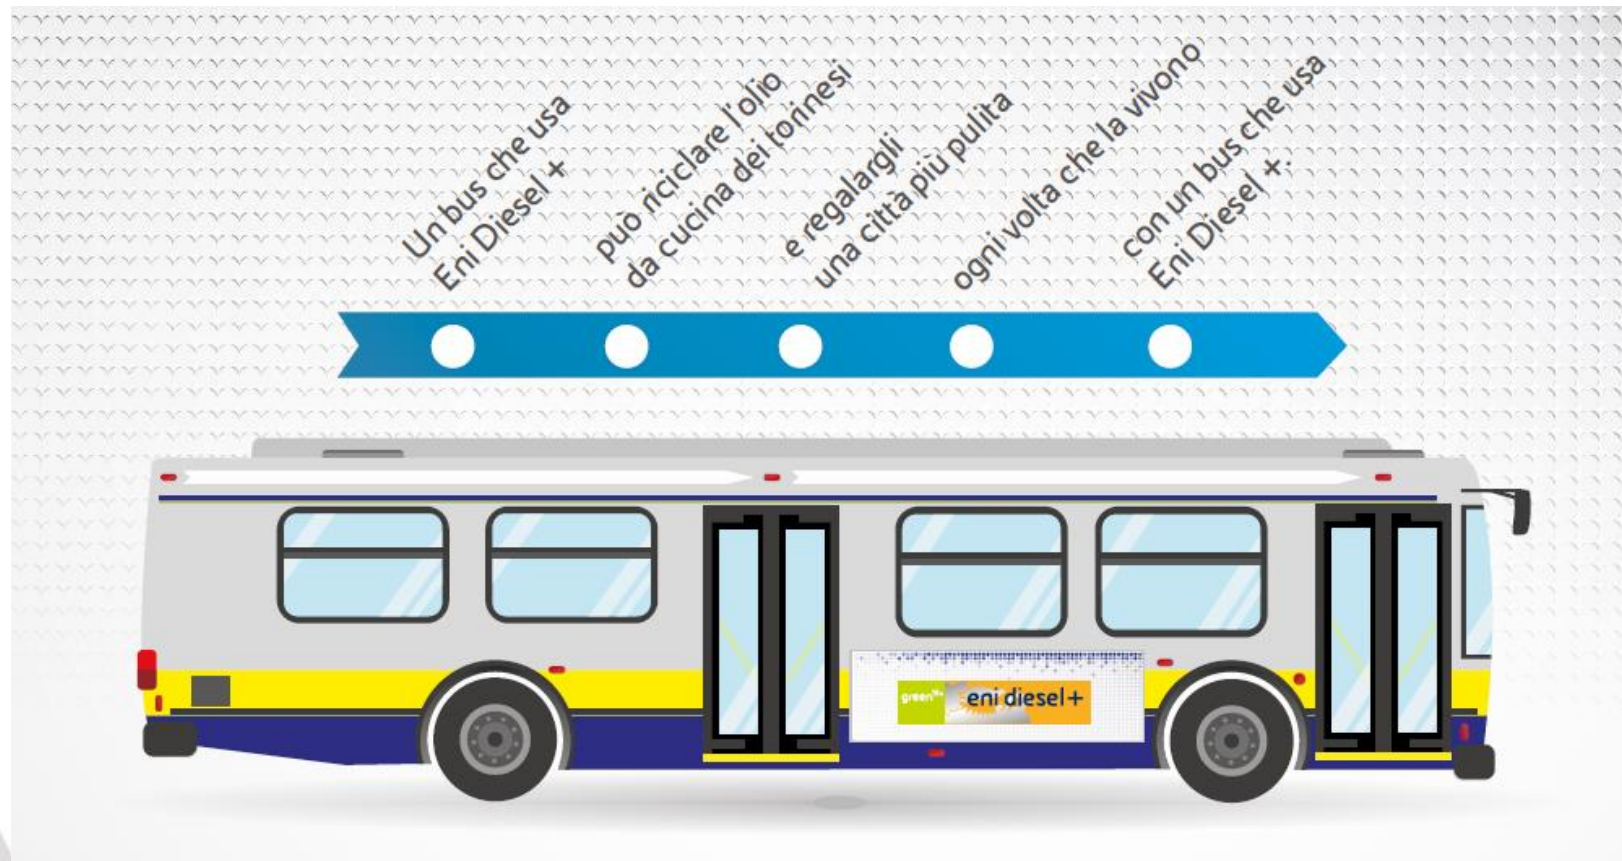 Un bus che usa
Eni Diesel +
può riciclare l'olio
da cucina dei torinesi
e regalargli
una città più pulita
ogni volta che la vivono
con un bus che usa
Eni Diesel +.
green
eni diesel+